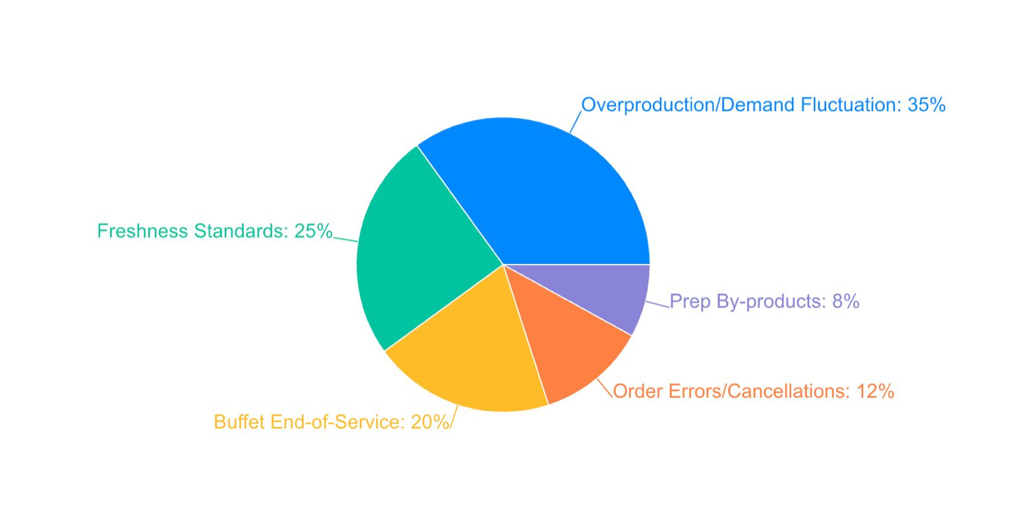 Overproduction/Demand Fluctuation: 35%
Freshness Standards: 25%
Prep By-products: 8%
Order Errors/Cancellations: 12%
Buffet End-of-Service: 20%